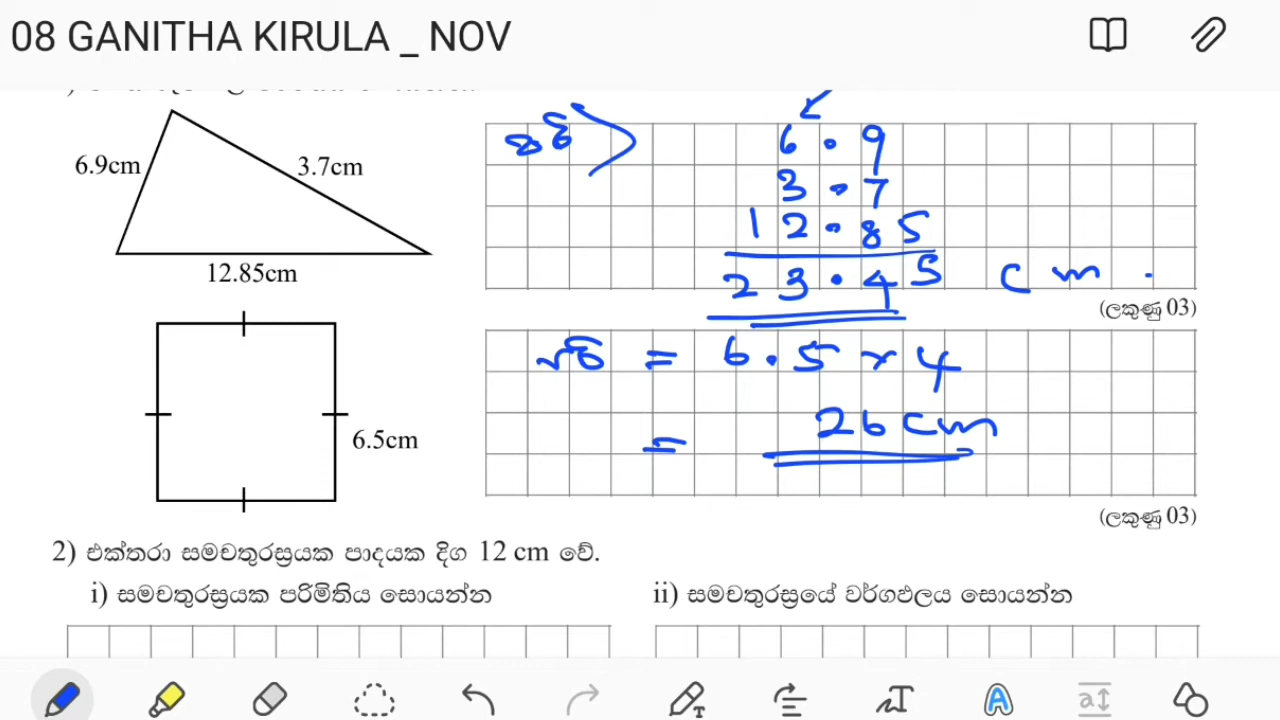 08 GANITHA KIRULA _ NOV
6.9cm
3.7cm
12.85cm
6.9
3.7
12.85
23.45 cm.
(ලකුණු 03)
6.5cm
= 6.5 × 4
= 26 cm
(ලකුණු 03)
2) එක්තරා සමචතුරස්‍රයක පාදයක දිග 12 cm වේ.
i) සමචතුරස්‍රයක පරිමිතිය සොයන්න
ii) සමචතුරස්‍රයේ වර්ගඵලය සොයන්න